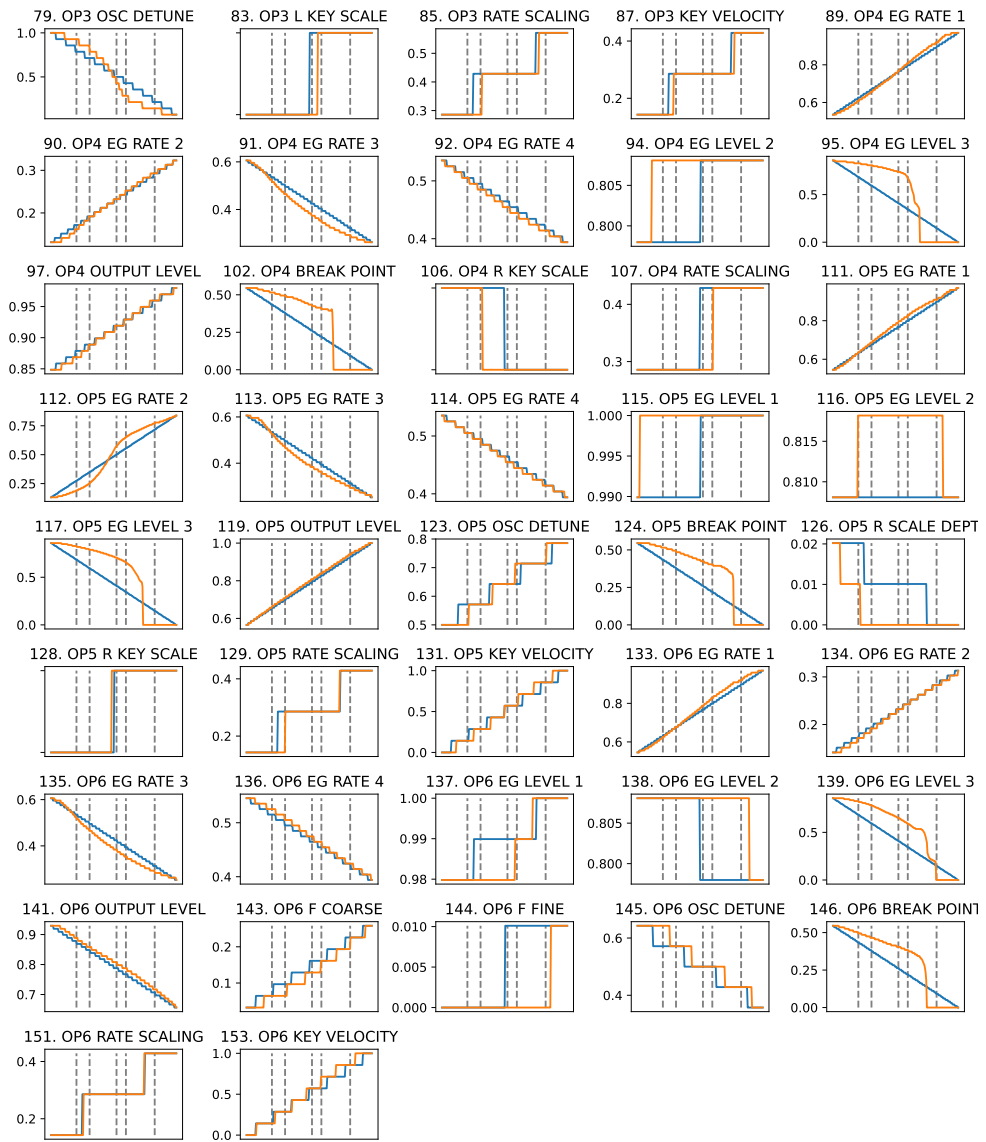 79. OP3 OSC DETUNE 83. OP3 L KEY SCALE 85. OP3 RATE SCALING 87. OP3 KEY VELOCITY 89. OP4 EG RATE 1
1.0 0.5
0.5 0.4 0.3
0.4 0.2
0.8 0.6
90. OP4 EG RATE 2 91. OP4 EG RATE 3 92. OP4 EG RATE 4 94. OP4 EG LEVEL 2 95. OP4 EG LEVEL 3
0.3 0.2
0.6 0.4
0.5 0.4
0.805 0.800
0.5 0.0
97. OP4 OUTPUT LEVEL 102. OP4 BREAK POINT 106. OP4 R KEY SCALE 107. OP4 RATE SCALING 111. OP5 EG RATE 1
0.95 0.90 0.85
0.50 0.25 0.00
0.4 0.3
0.8 0.6
112. OP5 EG RATE 2 113. OP5 EG RATE 3 114. OP5 EG RATE 4 115. OP5 EG LEVEL 1 116. OP5 EG LEVEL 2
0.75 0.50 0.25
0.6 0.4
0.5 0.4
1.000 0.995 0.990
0.815 0.810
117. OP5 EG LEVEL 3 119. OP5 OUTPUT LEVEL 123. OP5 OSC DETUNE 124. OP5 BREAK POINT 126. OP5 R SCALE DEPT
0.5 0.0
1.0 0.8 0.6
0.8 0.7 0.6 0.5
0.50 0.25 0.00
0.02 0.01 0.00
128. OP5 R KEY SCALE 129. OP5 RATE SCALING 131. OP5 KEY VELOCITY 133. OP6 EG RATE 1 134. OP6 EG RATE 2
0.4 0.2
1.0 0.5 0.0
0.8 0.6
0.3 0.2
135. OP6 EG RATE 3 136. OP6 EG RATE 4 137. OP6 EG LEVEL 1 138. OP6 EG LEVEL 2 139. OP6 EG LEVEL 3
0.6 0.4
0.5 0.4
1.00 0.99 0.98
0.805 0.800
0.5 0.0
141. OP6 OUTPUT LEVEL 143. OP6 F COARSE 144. OP6 F FINE 145. OP6 OSC DETUNE 146. OP6 BREAK POINT
0.9 0.8 0.7
0.2 0.1
0.010 0.005 0.000
0.6 0.4
0.50 0.25 0.00
151. OP6 RATE SCALING 153. OP6 KEY VELOCITY
0.4 0.2
1.0 0.5 0.0